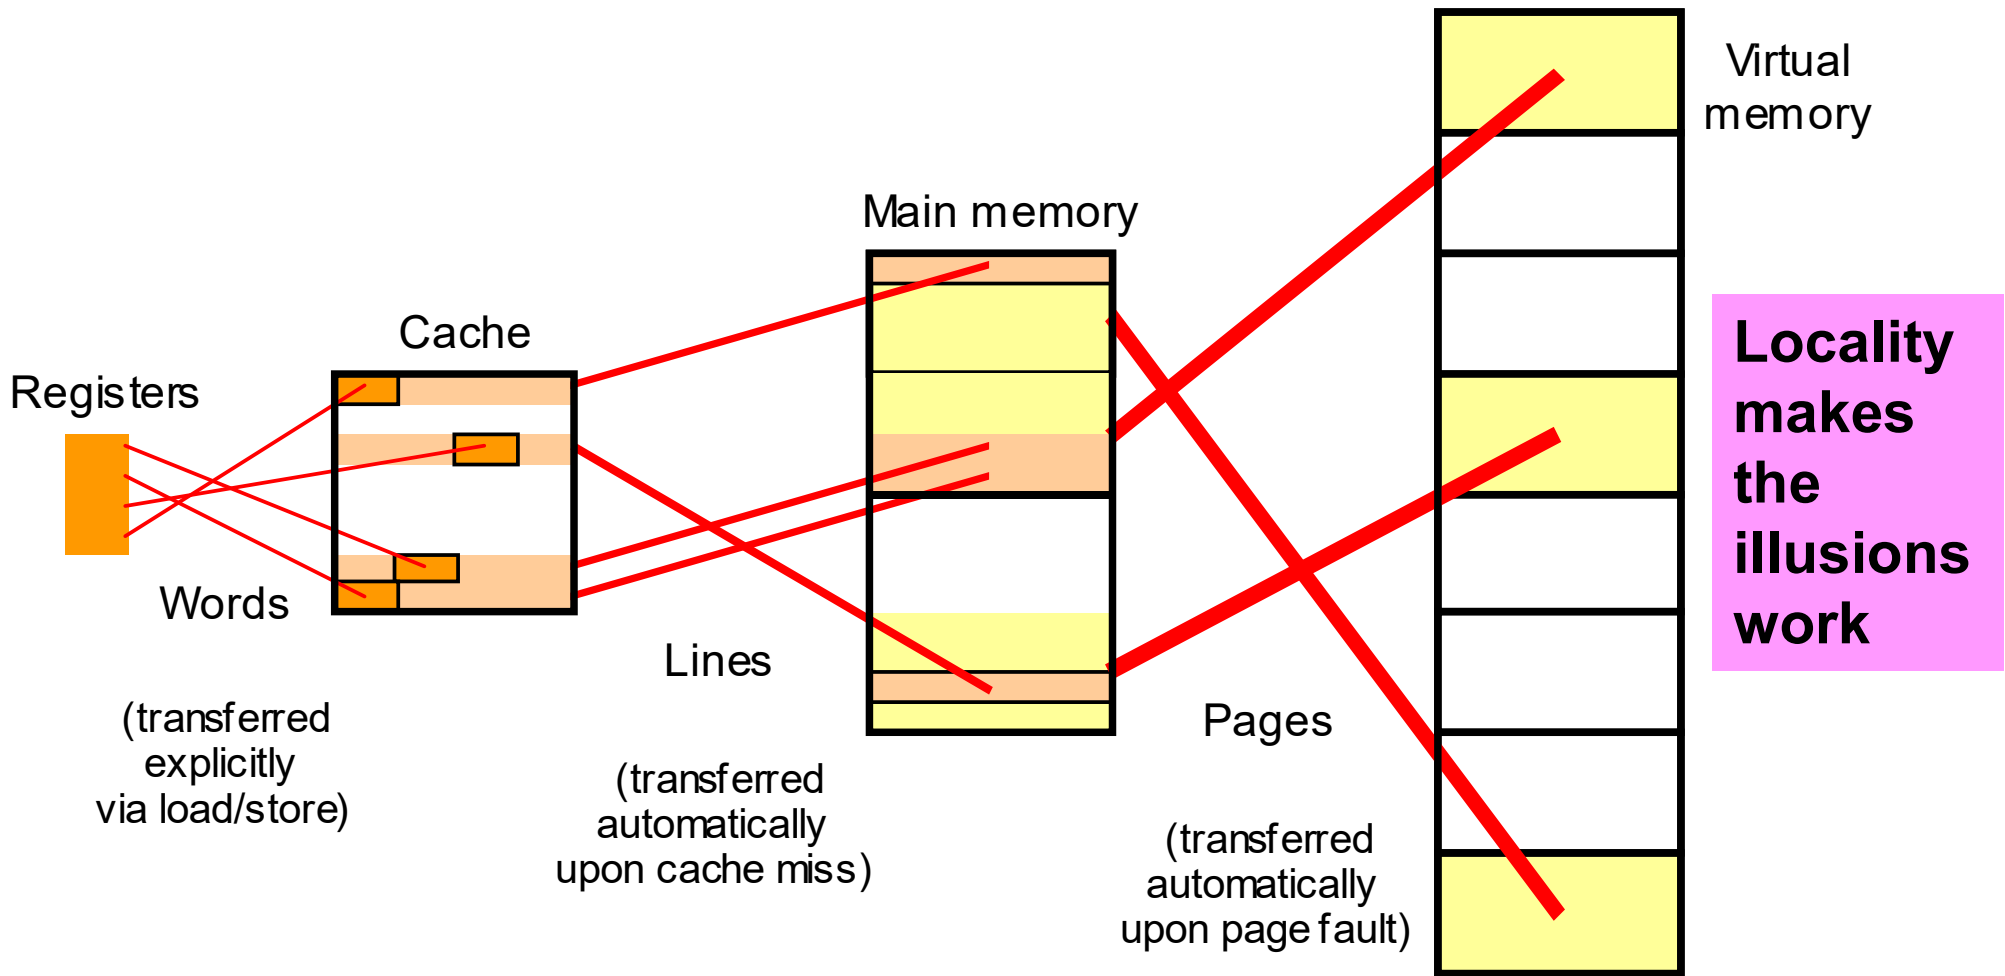 Virtual
memory
Main memory
Cache
Registers
Locality
makes
the
illusions
work
Words
Lines
Pages
(transferred
explicitly
via load/store)
(transferred
automatically
upon cache miss)
(transferred
automatically
upon page fault)